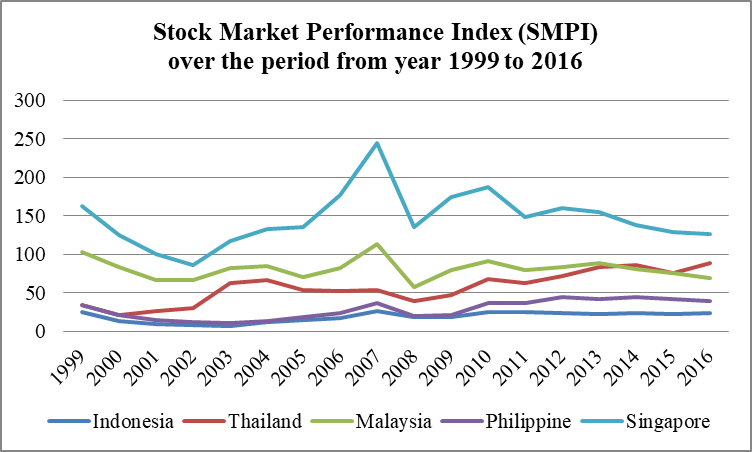 Stock Market Performance Index (SMPI)
over the period from year 1999 to 2016
300
250
200
150
100
50
0
1999 2000 2001 2002 2003 2004 2005 2006 2007 2008 2009 2010 2011 2012 2013 2014 2015 2016
Indonesia Thailand Malaysia Philippine Singapore